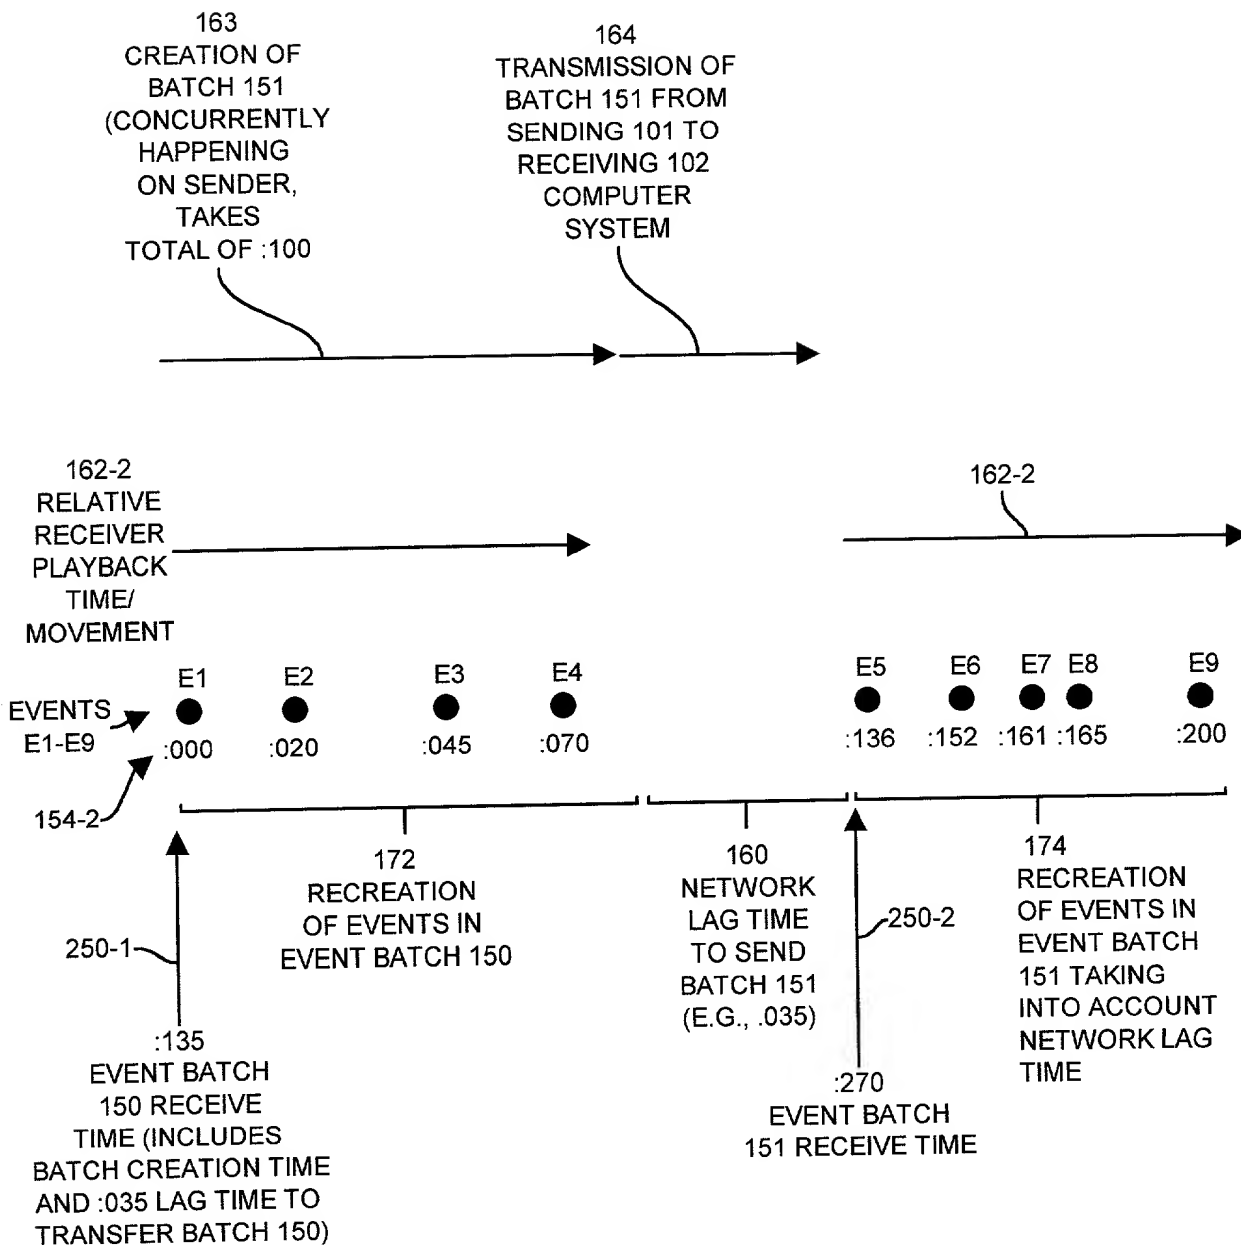 163
CREATION OF
BATCH 151
(CONCURRENTLY
HAPPENING
ON SENDER,
TAKES
TOTAL OF :100
164
TRANSMISSION OF
BATCH 151 FROM
SENDING 101 TO
RECEIVING 102
COMPUTER
SYSTEM
162-2
RELATIVE
RECEIVER
PLAYBACK
TIME/
MOVEMENT
162-2
E1 E2 E3 E4 E5 E6 E7 E8 E9
EVENTS
E1-E9
:000 :020 :045 :070 :136 :152 :161 :165 :200
154-2
172
RECREATION
OF EVENTS IN
EVENT BATCH 150
160
NETWORK
LAG TIME
TO SEND
BATCH 151
(E.G., .035)
174
RECREATION
OF EVENTS IN
EVENT BATCH
151 TAKING
INTO ACCOUNT
NETWORK LAG
TIME
250-1
250-2
:135
EVENT BATCH
150 RECEIVE
TIME (INCLUDES
BATCH CREATION TIME
AND :035 LAG TIME TO
TRANSFER BATCH 150)
:270
EVENT BATCH
151 RECEIVE TIME